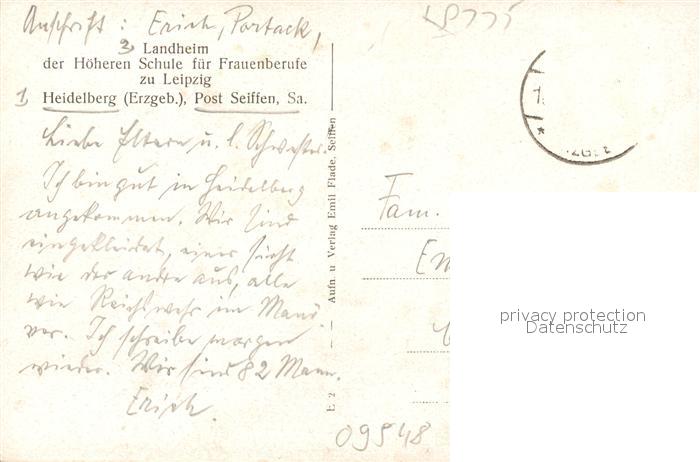 Anschrift: Erich, Portack,
3 Landheim
der Höheren Schule für Frauenberufe
zu Leipzig
1 Heidelberg (Erzgeb.), Post Seiffen, Sa.
Liebe Eltern u. l. Schwester.
Ich bin gut in Heidelberg
angekommen. Wir sind
eingekleidet, einer sieht
wie der andre aus, alle
wie Reichswehr im Manö
ver. Ich schreibe morgen
wieder. Wir sind 82 Mann.
Erich.
E 2 — Aufn. u Verlag Emil Flade, Seiffen
Fam.
privacy protection
Datenschutz
09548